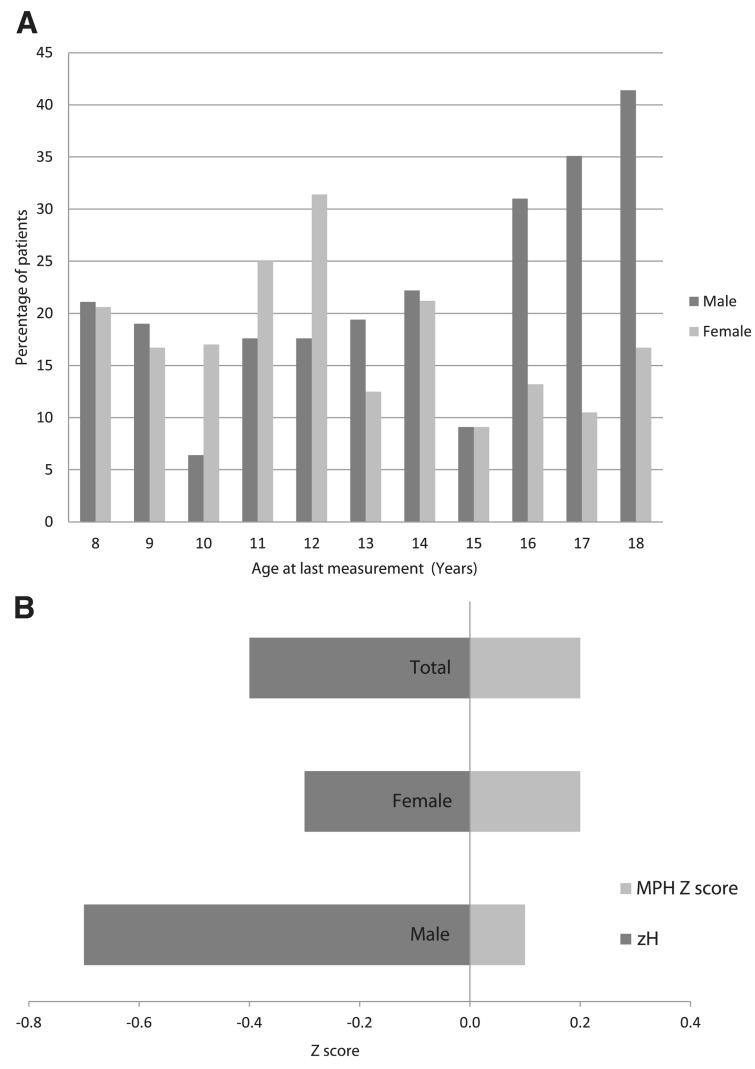 A
45
40
35
30
25
20
15
10
5
0
Percentage of patients
8 9 10 11 12 13 14 15 16 17 18
Age at last measurement (Years)
Male
Female
B
Total
Female
Male
MPH Z score
zH
-0.8 -0.6 -0.4 -0.2 0.0 0.2 0.4
Z score